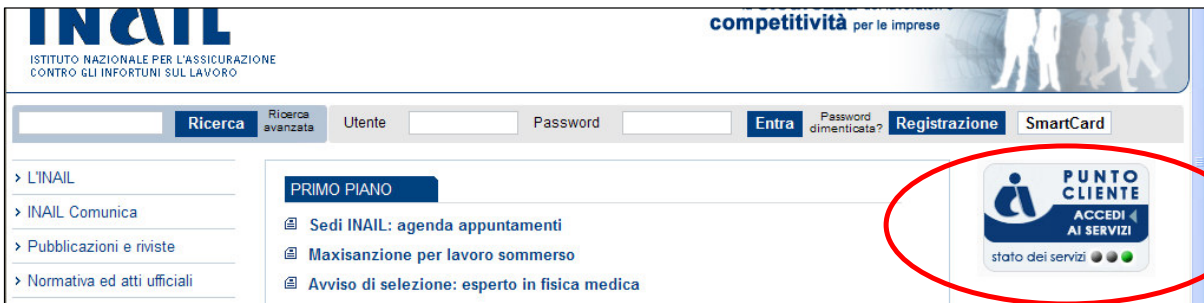 INAIL
competitività per le imprese
ISTITUTO NAZIONALE PER L'ASSICURAZIONE
CONTRO GLI INFORTUNI SUL LAVORO
Ricerca
Ricerca
avanzata
Utente
Password
Entra
Password
dimenticata?
Registrazione
SmartCard
> L'INAIL
> INAIL Comunica
> Pubblicazioni e riviste
> Normativa ed atti ufficiali
PRIMO PIANO
Sedi INAIL: agenda appuntamenti
Maxisanzione per lavoro sommerso
Avviso di selezione: esperto in fisica medica
PUNTO
CLIENTE
ACCEDI
AI SERVIZI
stato dei servizi